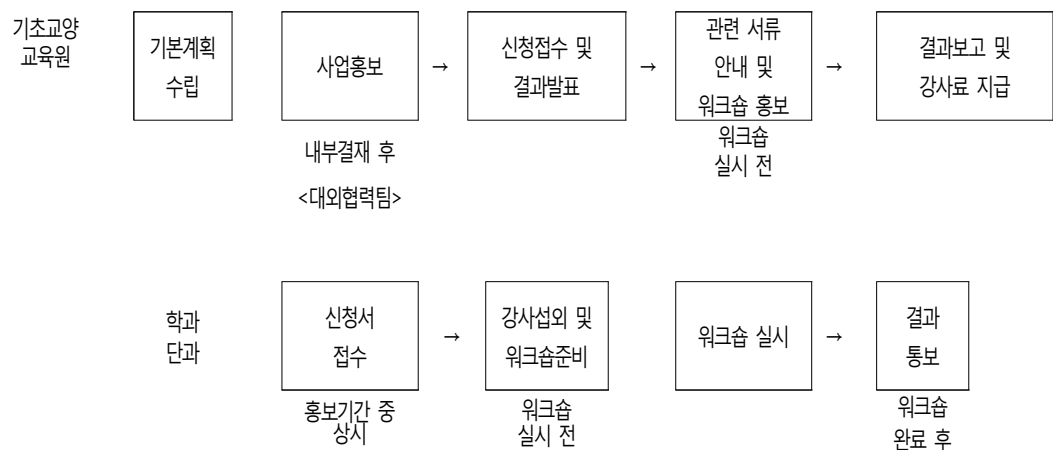 기초교양
교육원
기본계획
수립
사업홍보
→
신청접수 및
결과발표
→
관련 서류
안내 및
워크숍 홍보
→
결과보고 및
강사료 지급
내부결재 후
<대외협력팀>
워크숍
실시 전
학과
단과
신청서
접수
→
강사섭외 및
워크숍준비
워크숍 실시
→
결과
통보
홍보기간 중
상시
워크숍
실시 전
워크숍
완료 후